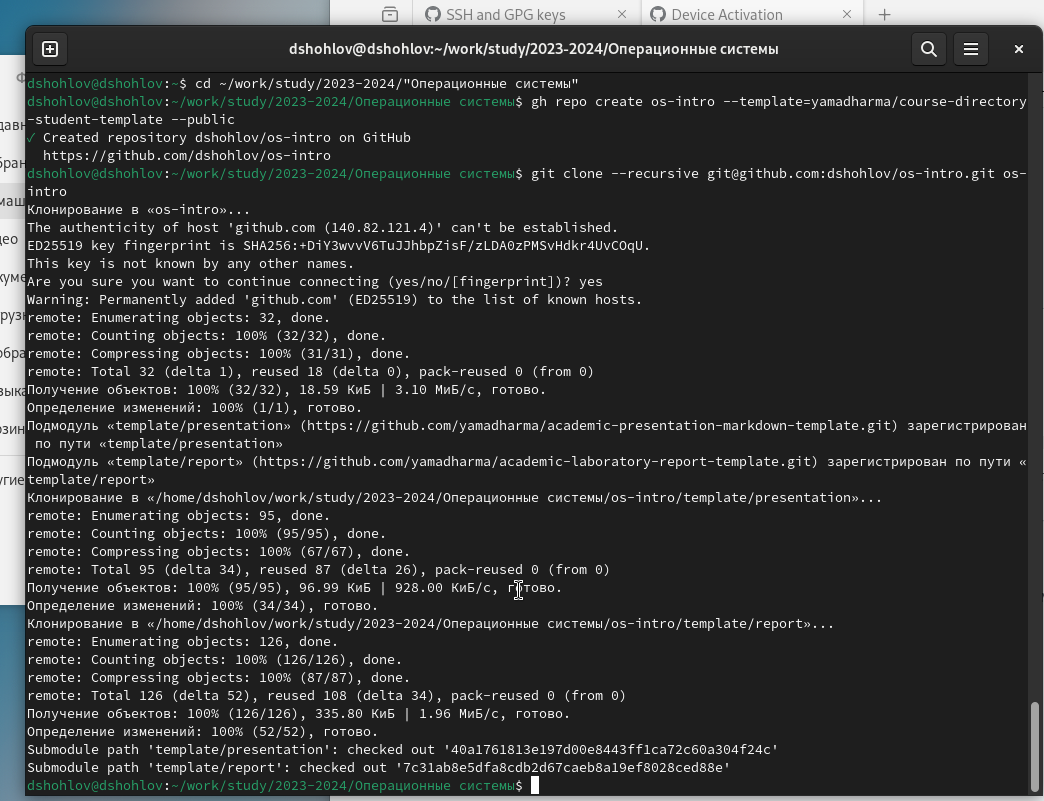 SSH and GPG keys
Device Activation
dshohlov@dshohlov:~/work/study/2023-2024/Операционные системы
dshohlov@dshohlov:~$ cd ~/work/study/2023-2024/"Операционные системы"
dshohlov@dshohlov:~/work/study/2023-2024/Операционные системы$ gh repo create os-intro --template=yamadharma/course-directory
-student-template --public
✓ Created repository dshohlov/os-intro on GitHub
https://github.com/dshohlov/os-intro
dshohlov@dshohlov:~/work/study/2023-2024/Операционные системы$ git clone --recursive git@github.com:dshohlov/os-intro.git os-
intro
Клонирование в «os-intro»...
The authenticity of host 'github.com (140.82.121.4)' can't be established.
ED25519 key fingerprint is SHA256:+DiY3wvvV6TuJJhbpZisF/zLDA0zPMSvHdkr4UvCOqU.
This key is not known by any other names.
Are you sure you want to continue connecting (yes/no/[fingerprint])? yes
Warning: Permanently added 'github.com' (ED25519) to the list of known hosts.
remote: Enumerating objects: 32, done.
remote: Counting objects: 100% (32/32), done.
remote: Compressing objects: 100% (31/31), done.
remote: Total 32 (delta 1), reused 18 (delta 0), pack-reused 0 (from 0)
Получение объектов: 100% (32/32), 18.59 КиБ | 3.10 МиБ/с, готово.
Определение изменений: 100% (1/1), готово.
Подмодуль «template/presentation» (https://github.com/yamadharma/academic-presentation-markdown-template.git) зарегистрирован
по пути «template/presentation»
Подмодуль «template/report» (https://github.com/yamadharma/academic-laboratory-report-template.git) зарегистрирован по пути «
template/report»
Клонирование в «/home/dshohlov/work/study/2023-2024/Операционные системы/os-intro/template/presentation»...
remote: Enumerating objects: 95, done.
remote: Counting objects: 100% (95/95), done.
remote: Compressing objects: 100% (67/67), done.
remote: Total 95 (delta 34), reused 87 (delta 26), pack-reused 0 (from 0)
Получение объектов: 100% (95/95), 96.99 КиБ | 928.00 КиБ/с, готово.
Определение изменений: 100% (34/34), готово.
Клонирование в «/home/dshohlov/work/study/2023-2024/Операционные системы/os-intro/template/report»...
remote: Enumerating objects: 126, done.
remote: Counting objects: 100% (126/126), done.
remote: Compressing objects: 100% (87/87), done.
remote: Total 126 (delta 52), reused 108 (delta 34), pack-reused 0 (from 0)
Получение объектов: 100% (126/126), 335.80 КиБ | 1.96 МиБ/с, готово.
Определение изменений: 100% (52/52), готово.
Submodule path 'template/presentation': checked out '40a1761813e197d00e8443ff1ca72c60a304f24c'
Submodule path 'template/report': checked out '7c31ab8e5dfa8cdb2d67caeb8a19ef8028ced88e'
dshohlov@dshohlov:~/work/study/2023-2024/Операционные системы$